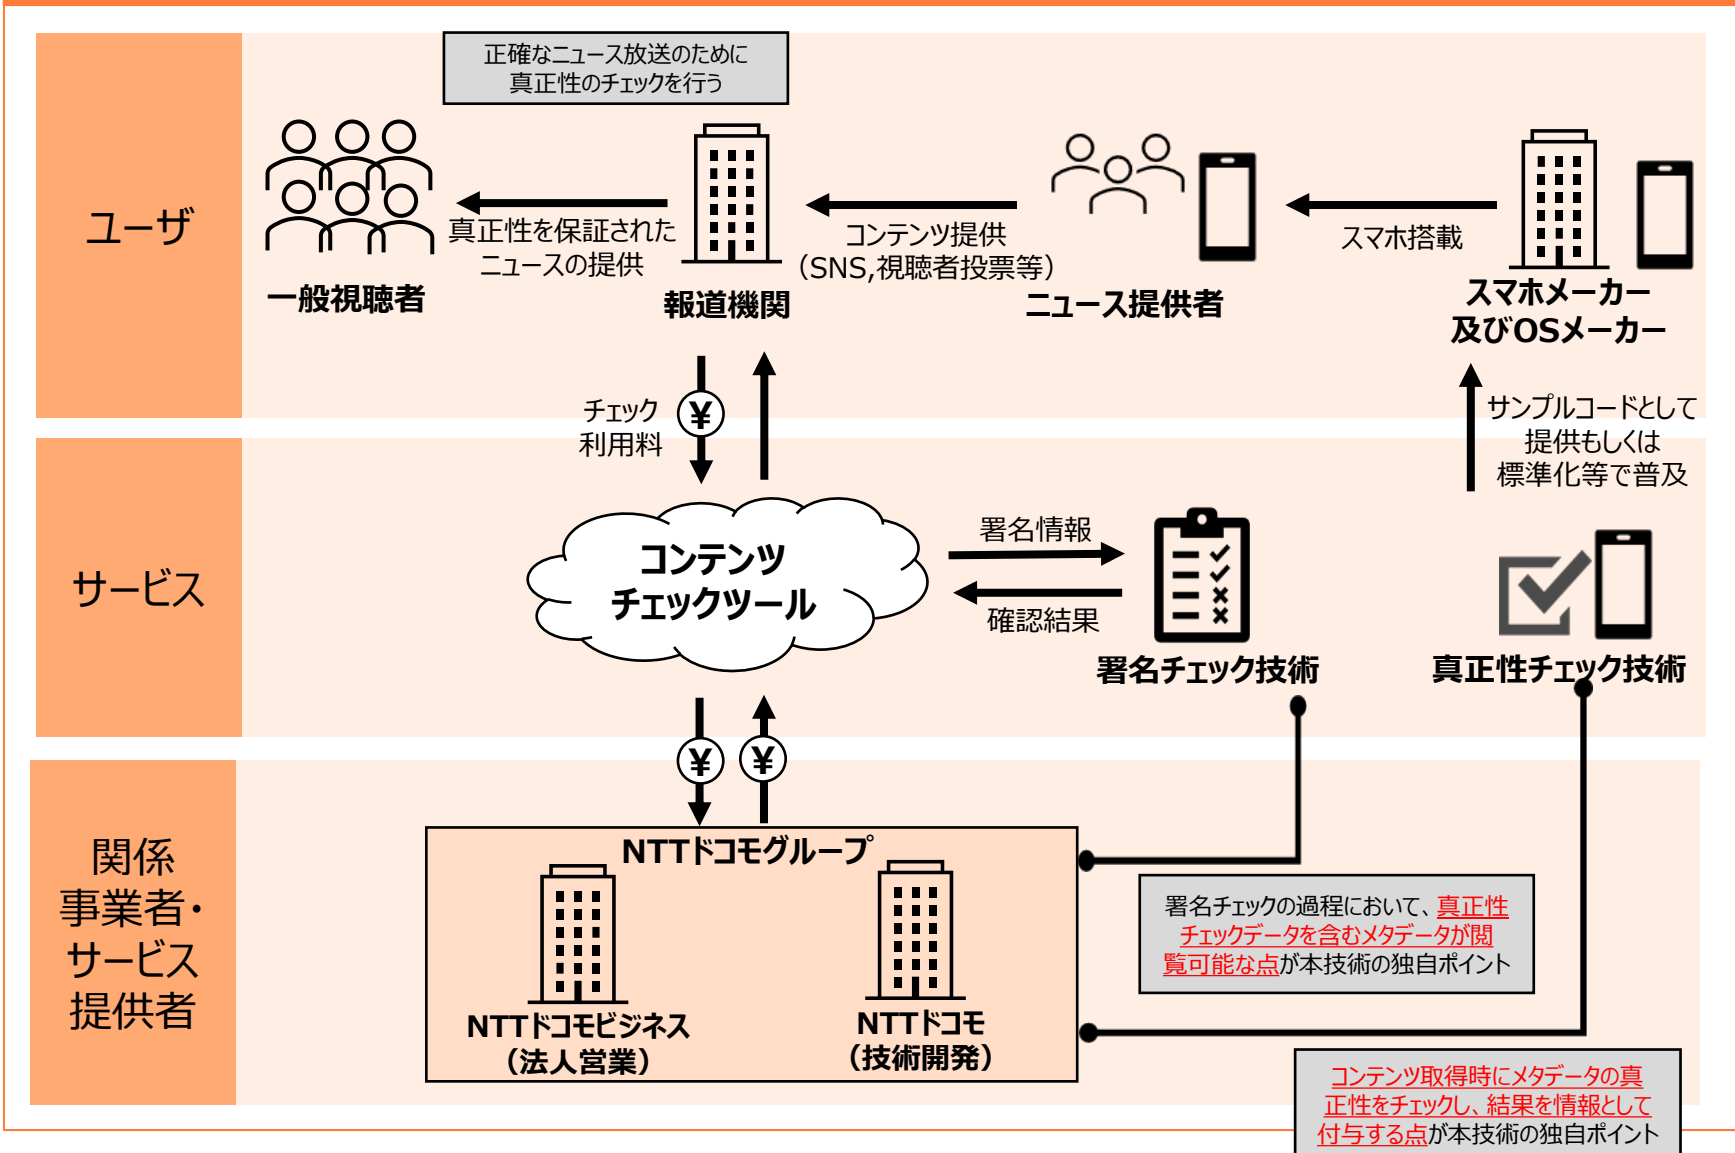 正確なニュース放送のために
真正性のチェックを行う
ユーザ
真正性を保証された
ニュースの提供
コンテンツ提供
（SNS,視聴者投票等）
スマホ搭載
一般視聴者
報道機関
ニュース提供者
スマホメーカー
及びOSメーカー
チェック
利用料
¥
サンプルコードとして
提供もしくは
標準化等で普及
サービス
コンテンツ
チェックツール
署名情報
確認結果
署名チェック技術
真正性チェック技術
¥
¥
関係
事業者・
サービス
提供者
NTTドコモグループ
NTTドコモビジネス
（法人営業）
NTTドコモ
（技術開発）
署名チェックの過程において、真正性
チェックデータを含むメタデータが閲
覧可能な点が本技術の独自ポイント
コンテンツ取得時にメタデータの真
正性をチェックし、結果を情報として
付与する点が本技術の独自ポイント